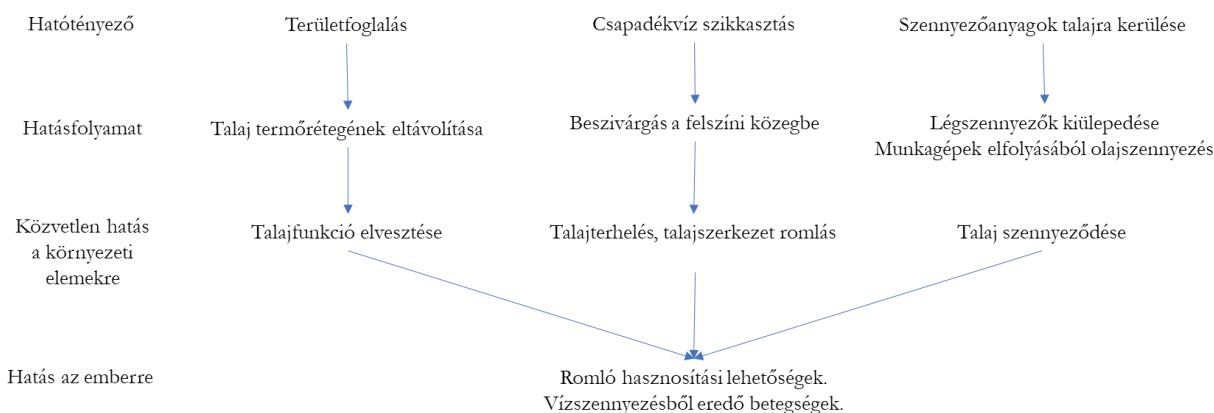 Hatótényező
Területfoglalás
Csapadékvíz szikkasztás
Szennyezőanyagok talajra kerülése
Hatásfolyamat
Talaj termőrétegének eltávolítása
Beszivárgás a felszíni közegbe
Légszennyezők kiülepedése
Munkagépek elfolyásából olajszennyezés
Közvetlen hatás
a környezeti
elemekre
Talajfunkció elvesztése
Talajterhelés, talajszerkezet romlás
Talaj szennyeződése
Hatás az emberre
Romló hasznosítási lehetőségek.
Vízszennyezésből eredő betegségek.